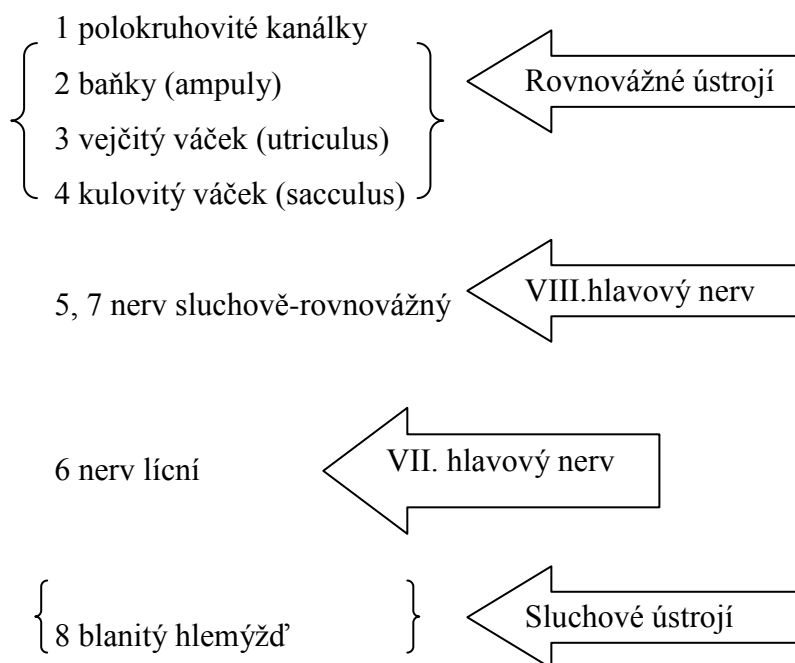 1 polokruhovité kanálky
2 baňky (ampuly)
Rovnovážné ústrojí
3 vejčitý váček (utriculus)
4 kulovitý váček (sacculus)
5, 7 nerv sluchově-rovnovážný
VIII.hlavový nerv
6 nerv lícní
VII. hlavový nerv
8 blanitý hlemýžď
Sluchové ústrojí